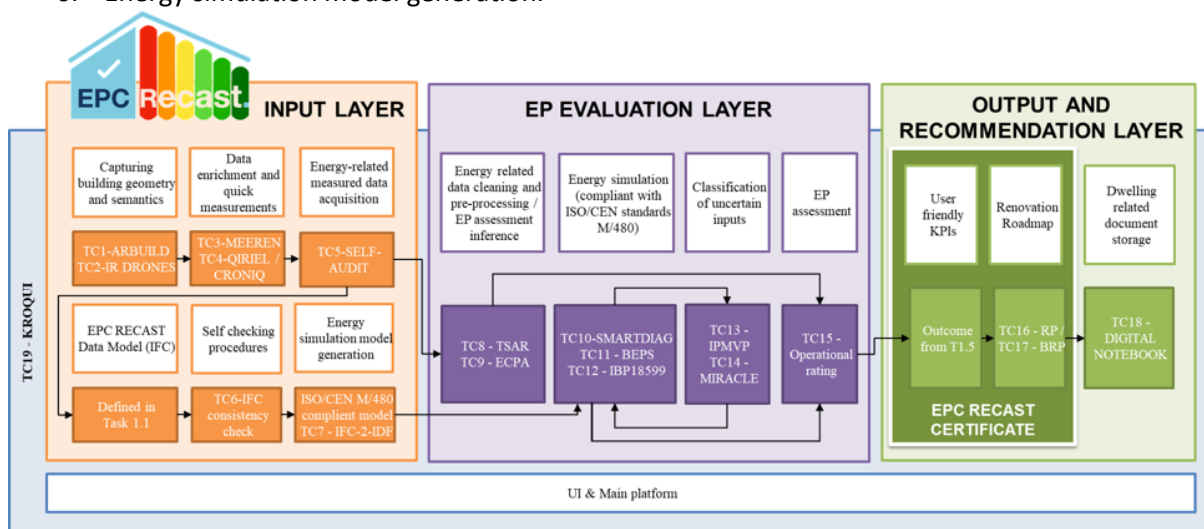 6. Energy simulation model generation.
EPC Recast.
INPUT LAYER
Capturing
building geometry
and semantics
Data
enrichment and
quick
measurements
Energy-related
measured data
acquisition
TC1-ARBUILD
TC2-IR DRONES
TC3-MEEREN
TC4-QIRIEL /
CRONIQ
TC5-SELF-
AUDIT
EPC RECAST
Data Model (IFC)
Self checking
procedures
Energy
simulation model
generation
Defined in
Task 1.1
TC6-IFC
consistency
check
ISO/CEN M/480
complient model
TC7 - IFC-2-IDF
EP EVALUATION LAYER
Energy related
data cleaning and
pre-processing /
EP assessment
inference
Energy simulation
(compliant with
ISO/CEN standards
M/480)
Classification
of uncertain
inputs
EP
assessment
TC8 - TSAR
TC9 - ECPA
TC10-SMARTDIAG
TC11 - BEPS
TC12 - IBP18599
TC13 -
IPMVP
TC14 -
MIRACLE
TC15 -
Operational
rating
OUTPUT AND
RECOMMENDATION LAYER
User
friendly
KPIs
Renovation
Roadmap
Dwelling
related
document
storage
Outcome
from T1.5
TC16 - RP /
TC17 - BRP
TC18 -
DIGITAL
NOTEBOOK
EPC RECAST
CERTIFICATE
TC19 - KROQUI
UI & Main platform